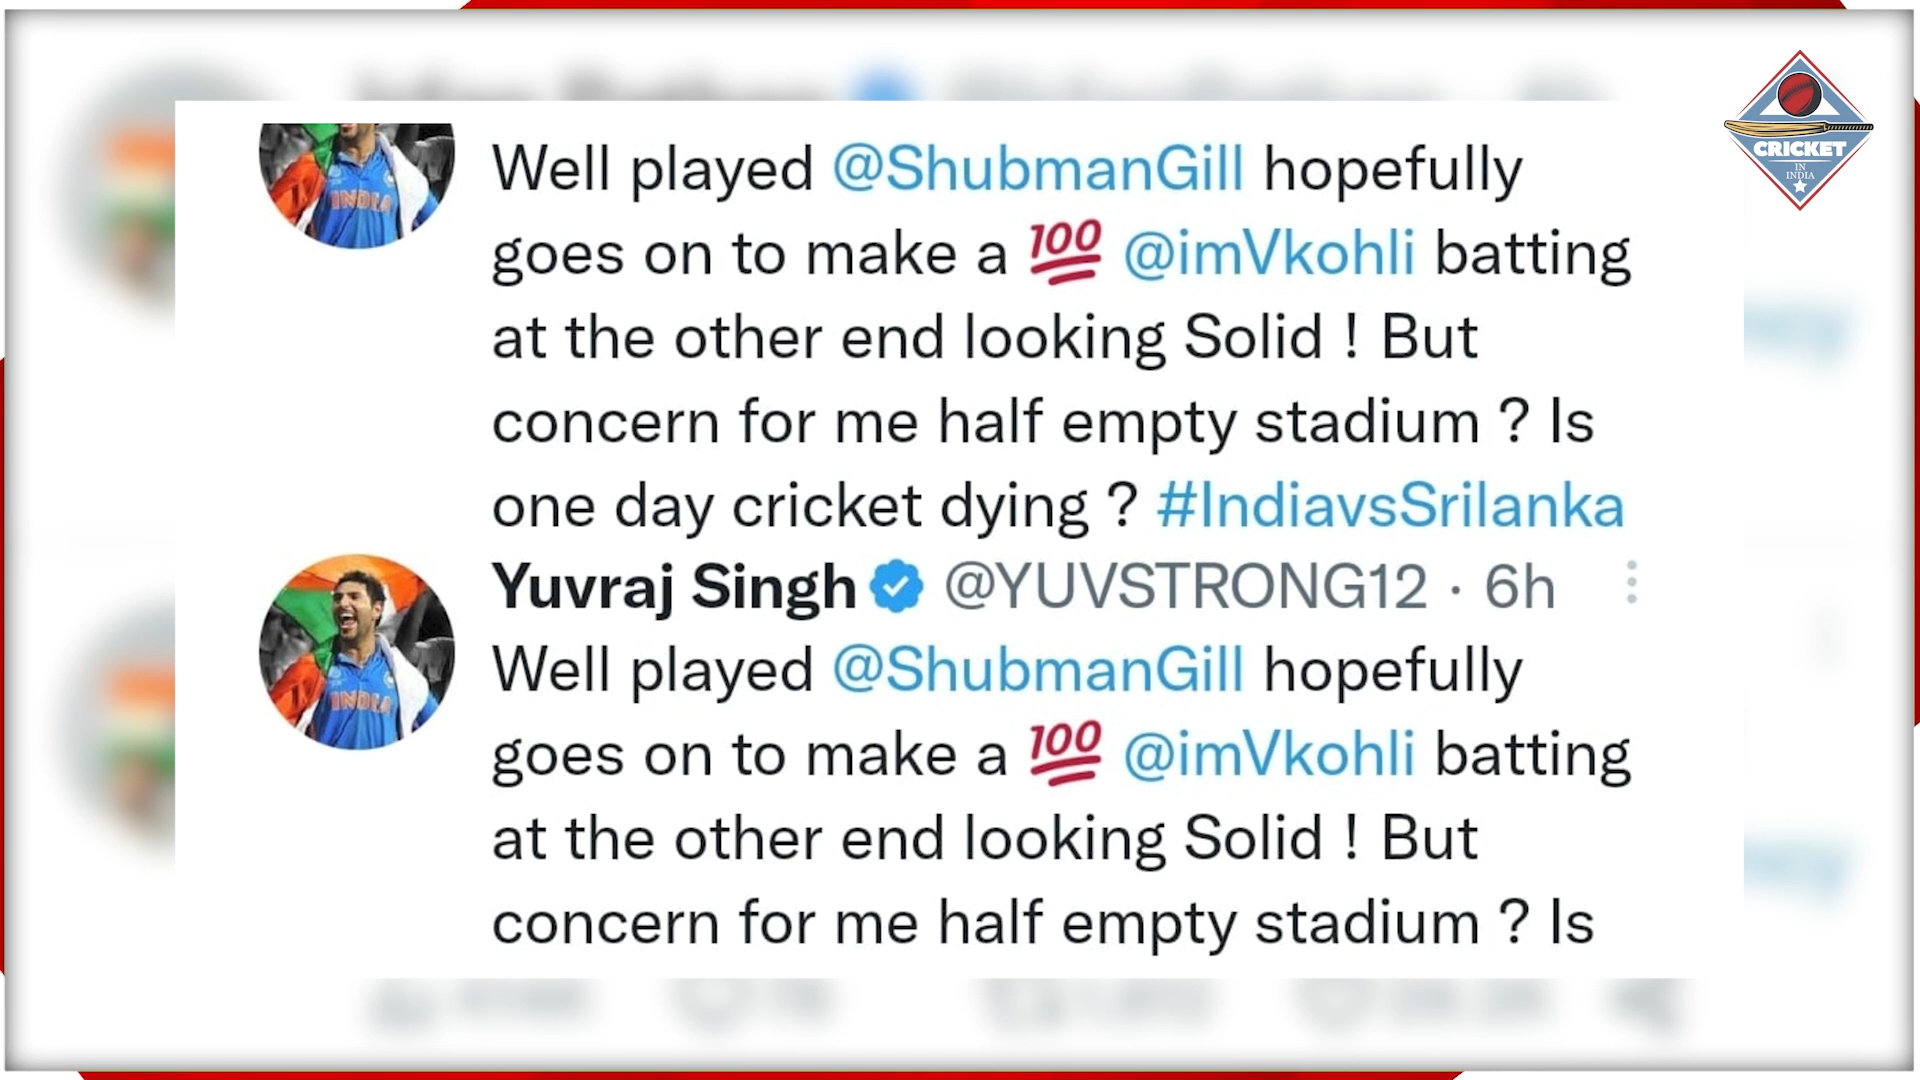 Well played @ShubmanGill hopefully
goes on to make a 💯 @imVkohli batting
at the other end looking Solid ! But
concern for me half empty stadium ? Is
one day cricket dying ? #IndiavsSrilanka
Yuvraj Singh @YUVSTRONG12 · 6h
Well played @ShubmanGill hopefully
goes on to make a 💯 @imVkohli batting
at the other end looking Solid ! But
concern for me half empty stadium ? Is
CRICKET
IN
INDIA
INDIA
INDIA